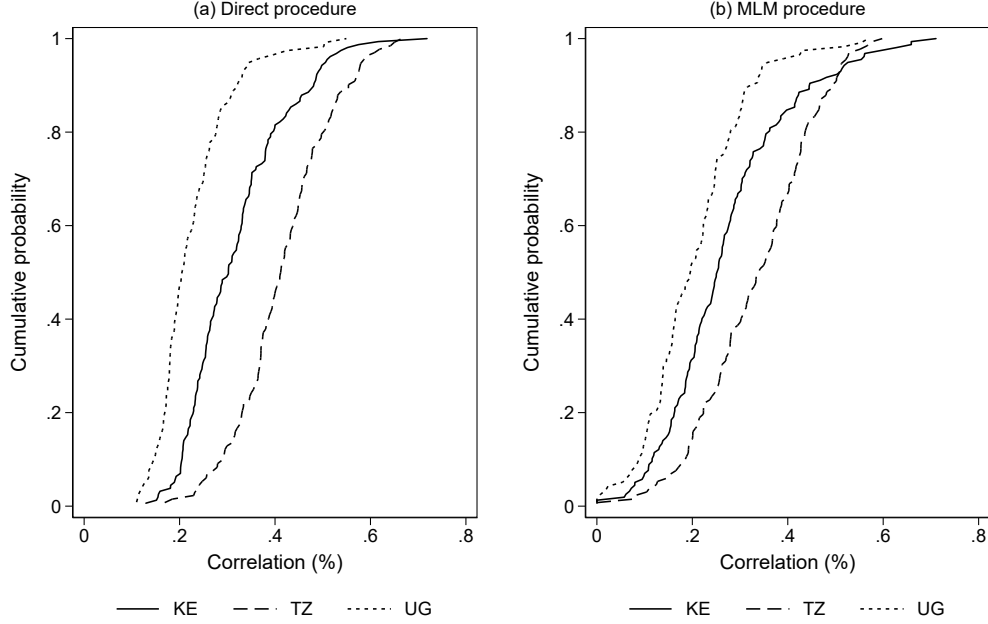 (a) Direct procedure
1
.8
.6
.4
.2
0
Cumulative probability
0 .2 .4 .6 .8
Correlation (%)
KE TZ UG
(b) MLM procedure
1
.8
.6
.4
.2
0
Cumulative probability
0 .2 .4 .6 .8
Correlation (%)
KE TZ UG